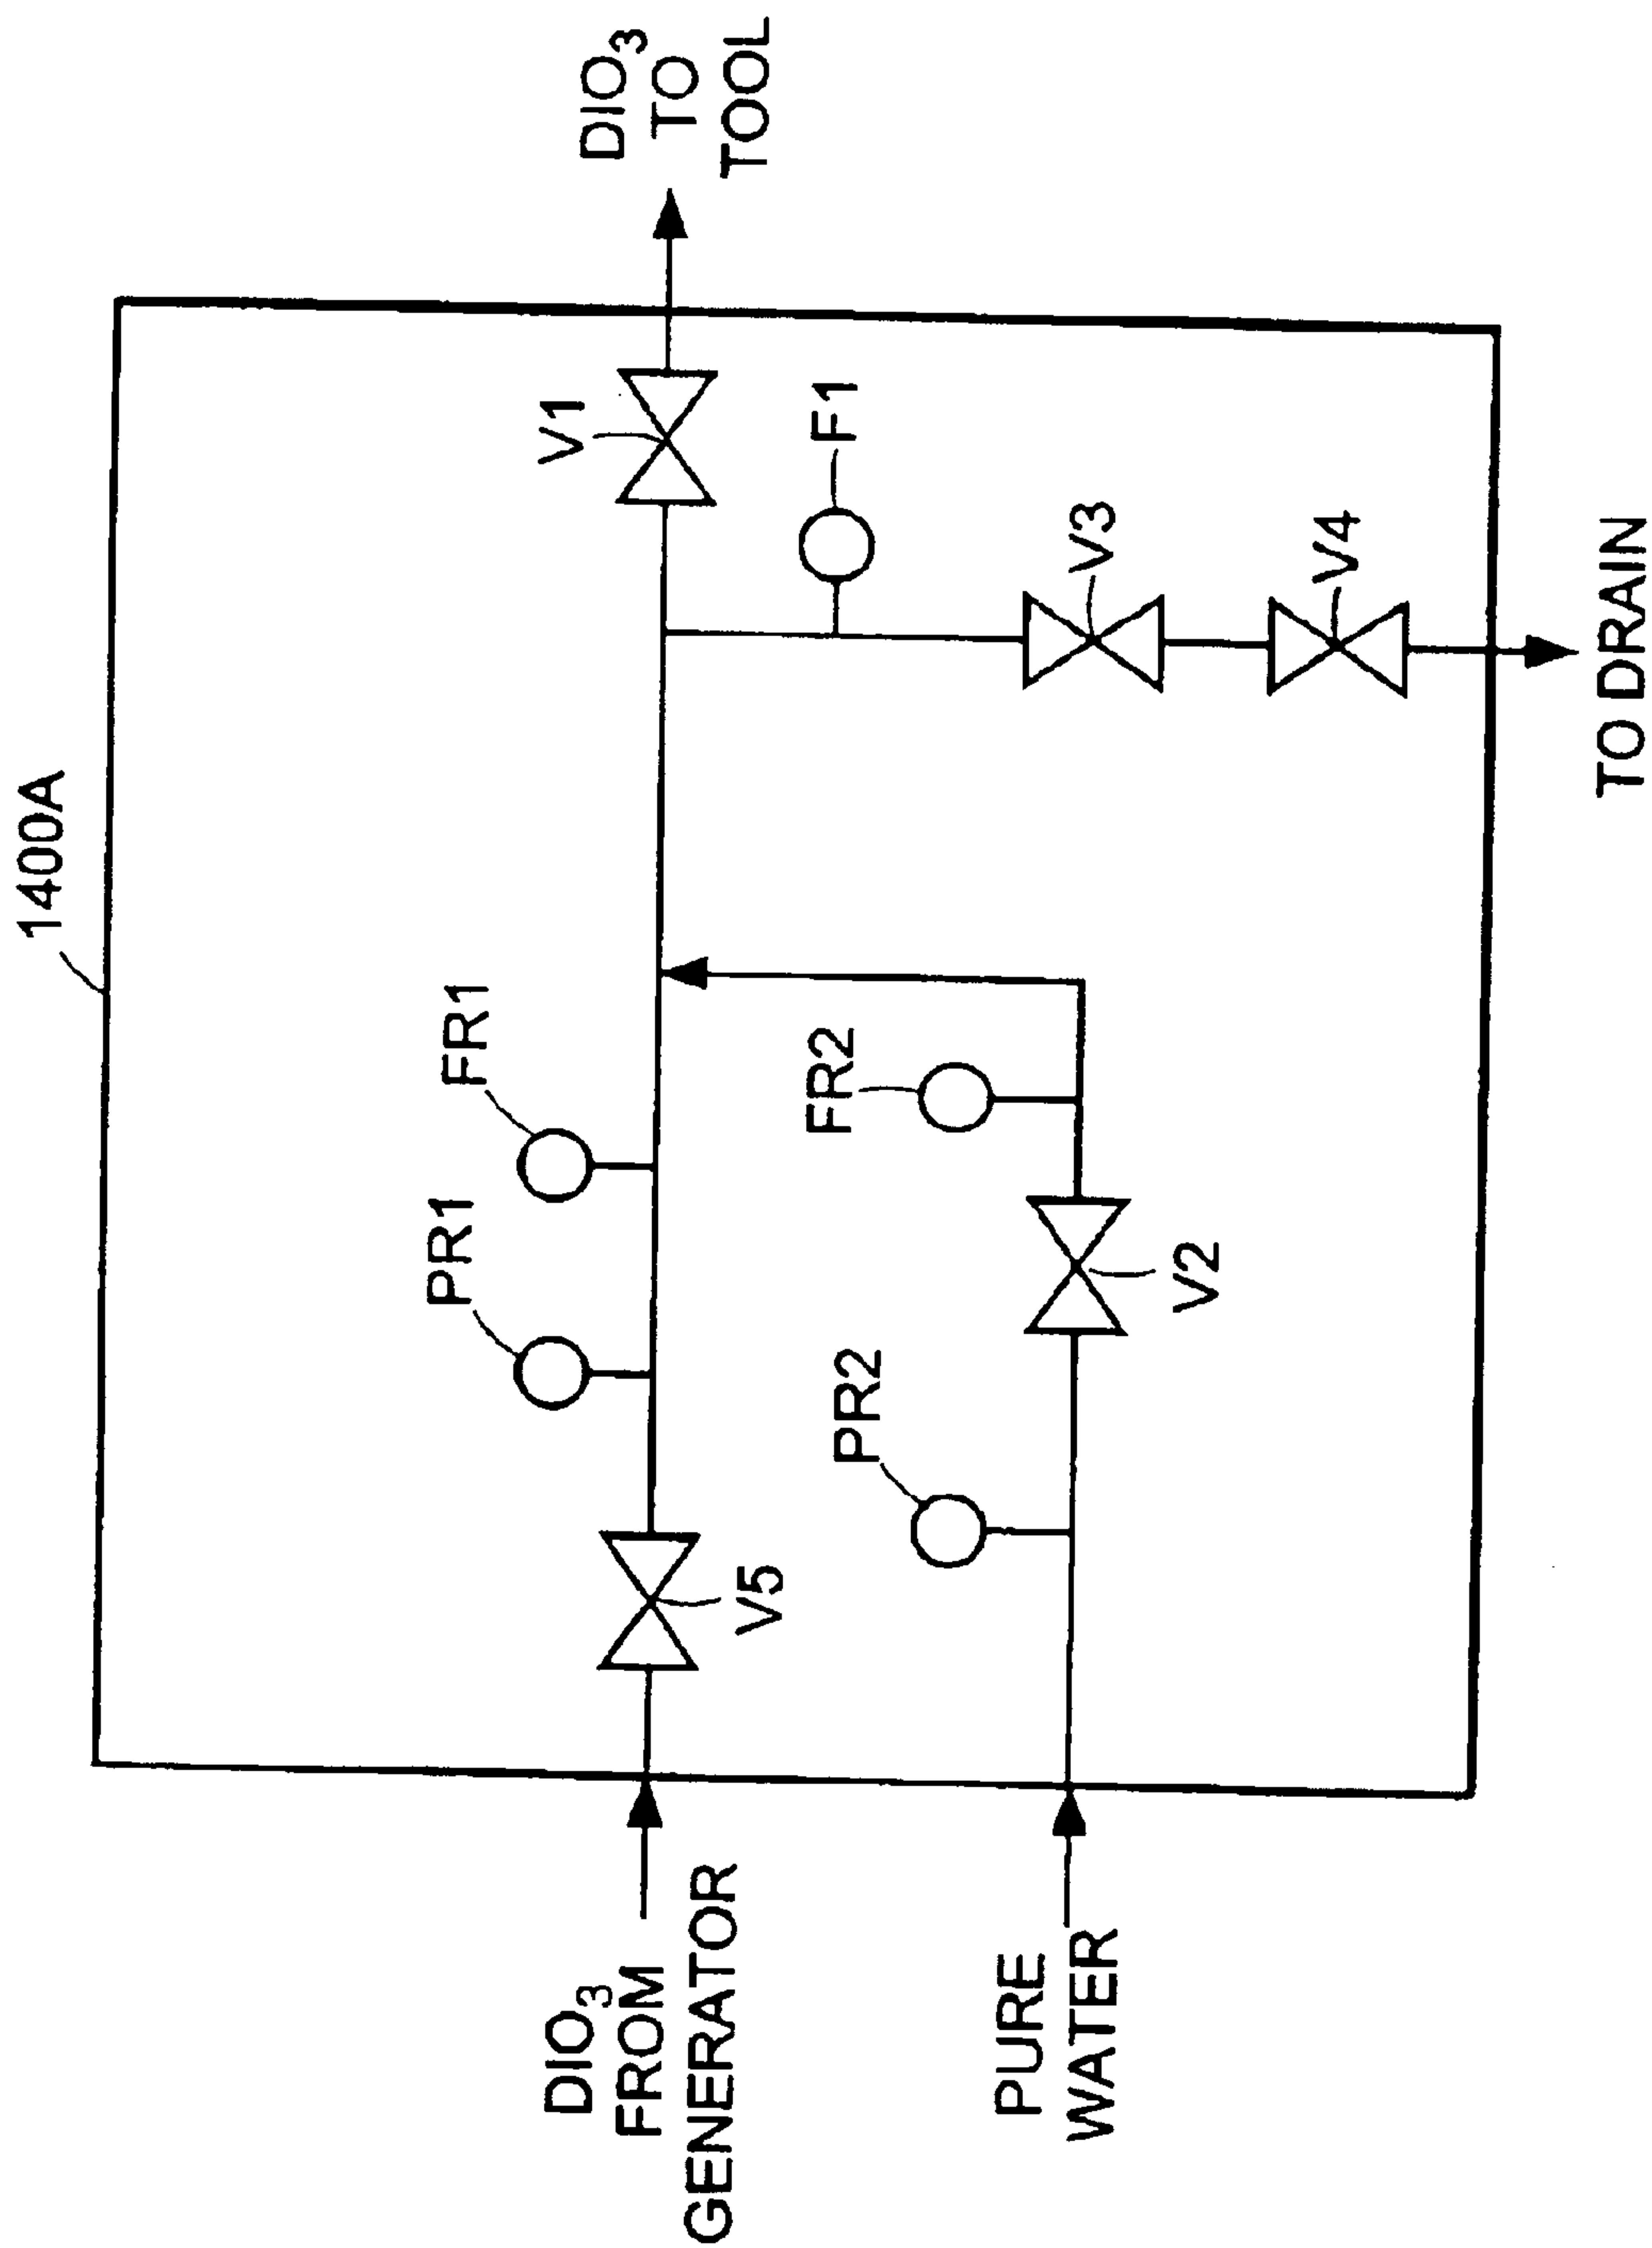 1400A
DIO3
FROM
GENERATOR
PURE
WATER
V5
PR1
FR1
PR2
V2
FR2
V1
F1
V3
V4
DIO3
TO
TOOL
TO DRAIN